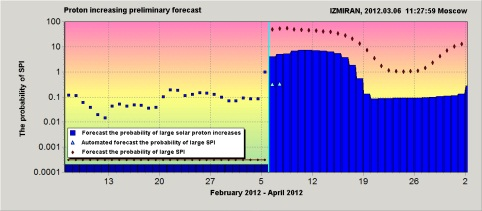 Proton increasing preliminary forecast
IZMIRAN, 2012.03.06 11:27:59 Moscow
The probability of SPI
100
10
1
0.1
0.01
0.001
0.0001
Forecast the probability of large solar proton increases
Automated forecast the probability of large SPI
Forecast the probability of large SPI
13 20 27 5 12 19 26 2
February 2012 - April 2012